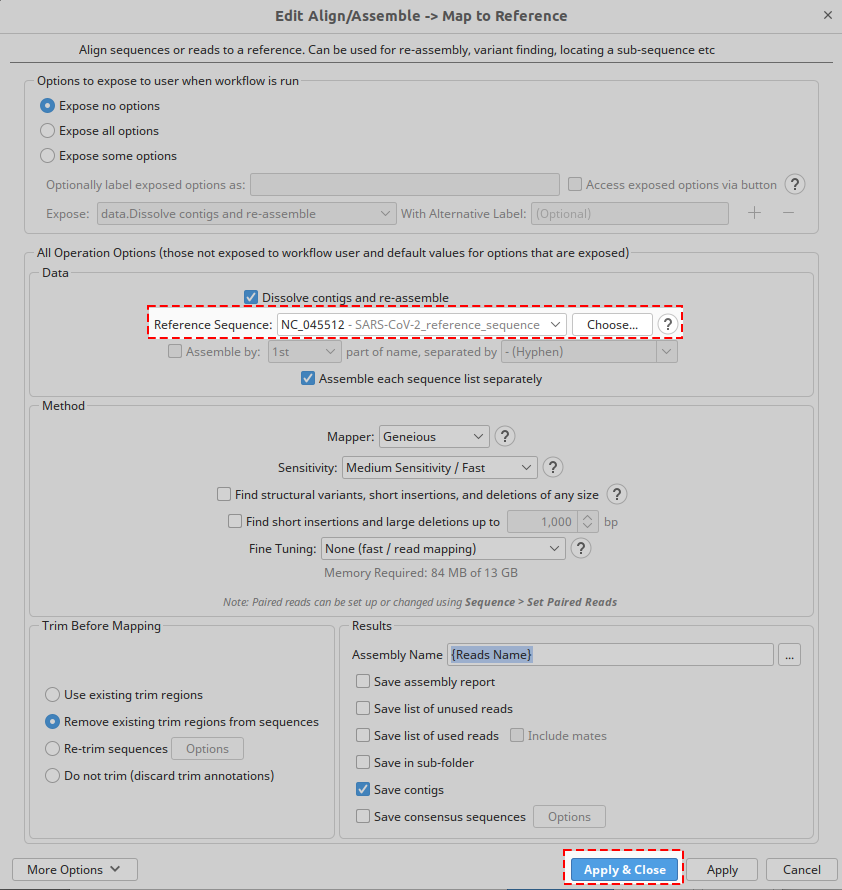 Edit Align/Assemble -> Map to Reference
Align sequences or reads to a reference. Can be used for re-assembly, variant finding, locating a sub-sequence etc
Options to expose to user when workflow is run
Expose no options
Expose all options
Expose some options
Optionally label exposed options as: Access exposed options via button ?
Expose: data.Dissolve contigs and re-assemble With Alternative Label: (Optional)
All Operation Options (those not exposed to workflow user and default values for options that are exposed)
Data
Dissolve contigs and re-assemble
Reference Sequence: NC_045512 - SARS-CoV-2_reference_sequence Choose... ?
Assemble by: 1st part of name, separated by - (Hyphen)
Assemble each sequence list separately
Method
Mapper: Geneious ?
Sensitivity: Medium Sensitivity / Fast ?
Find structural variants, short insertions, and deletions of any size ?
Find short insertions and large deletions up to 1,000 bp
Fine Tuning: None (fast / read mapping) ?
Memory Required: 84 MB of 13 GB
Note: Paired reads can be set up or changed using Sequence > Set Paired Reads
Trim Before Mapping
Use existing trim regions
Remove existing trim regions from sequences
Re-trim sequences Options
Do not trim (discard trim annotations)
Results
Assembly Name {Reads Name} ...
Save assembly report
Save list of unused reads
Save list of used reads Include mates
Save in sub-folder
Save contigs
Save consensus sequences Options
More Options Apply & Close Apply Cancel